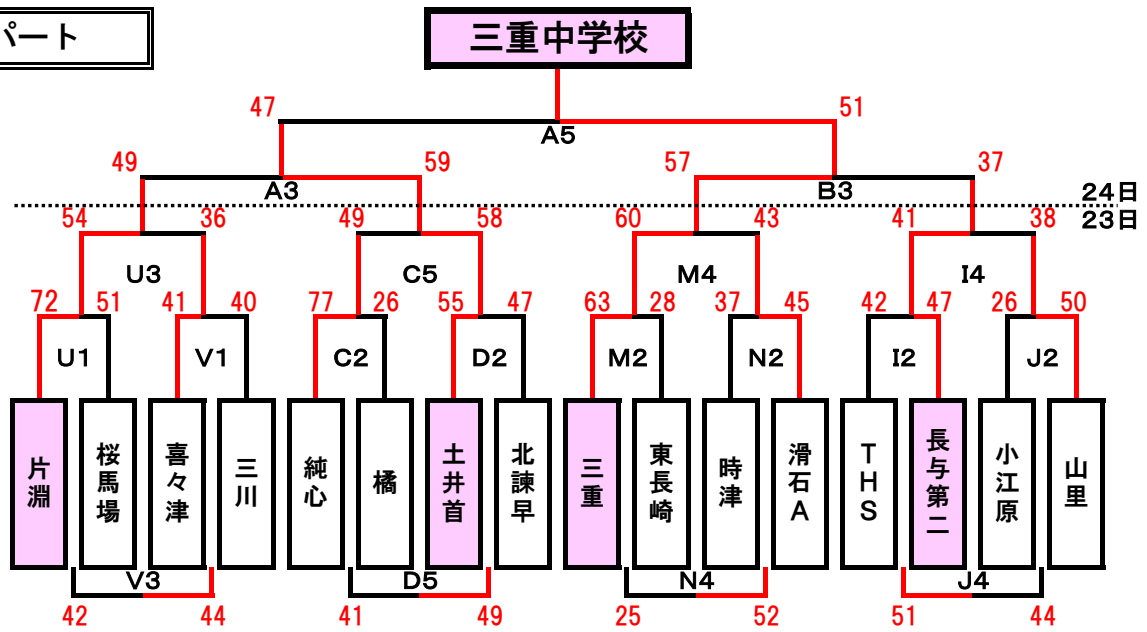 パート
三重中学校
47 51
A5
49 59 57 37
A3 B3
24日
54 36 49 58 60 43 41 38
23日
U3 C5 M4 I4
72 51 41 40 77 26 55 47 63 28 37 45 42 47 26 50
U1 V1 C2 D2 M2 N2 I2 J2
片淵
桜馬場
喜々津
三川
純心
橘
土井首
北諫早
三重
東長崎
時津
滑石A
THS
長与第二
小江原
山里
V3 D5 N4 J4
42 44 41 49 25 52 51 44